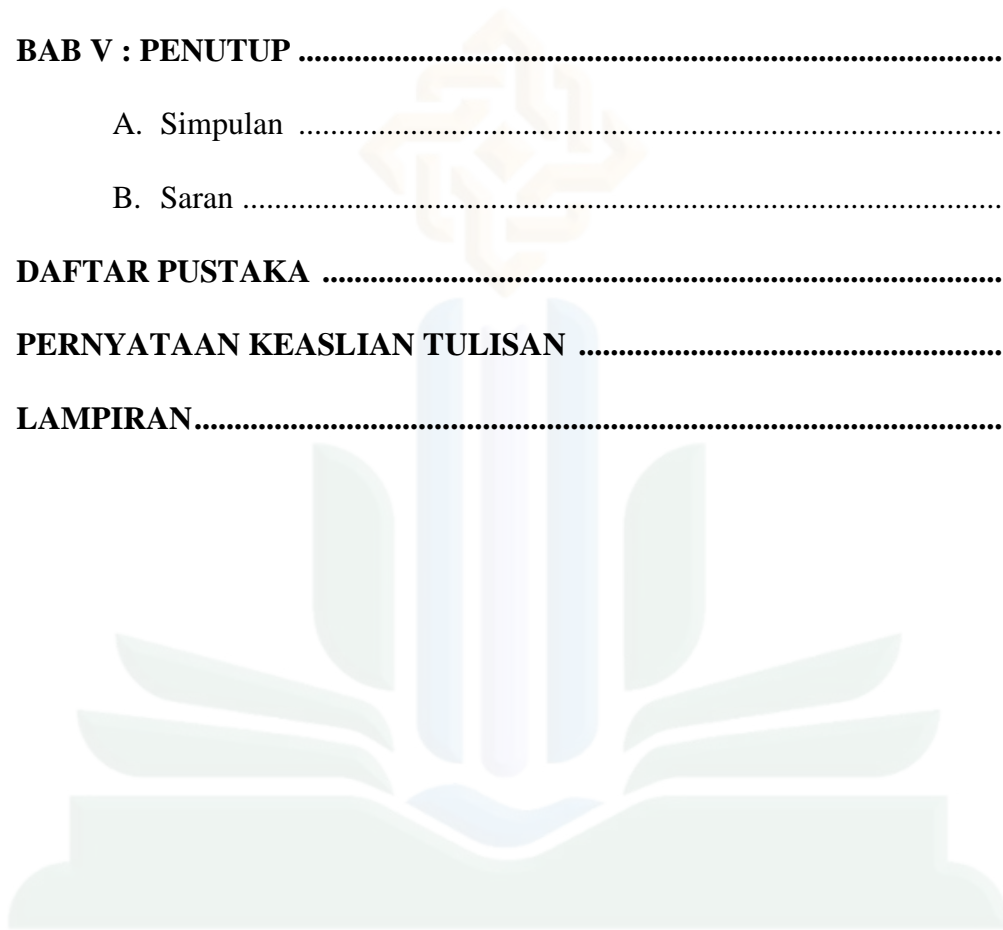 BAB V : PENUTUP ..........................................................................................
A. Simpulan ..........................................................................................
B. Saran ................................................................................................
DAFTAR PUSTAKA .......................................................................................
PERNYATAAN KEASLIAN TULISAN ......................................................
LAMPIRAN.......................................................................................................